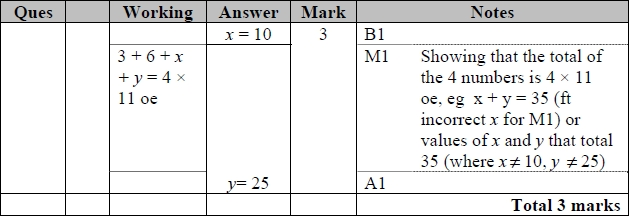 Ques Working Answer Mark Notes
x = 10 3 B1
3 + 6 + x
+ y = 4 ×
11 oe
M1 Showing that the total of
the 4 numbers is 4 × 11
oe, eg x + y = 35 (ft
incorrect x for M1) or
values of x and y that total
35 (where x ≠ 10, y ≠ 25)
y= 25 A1
Total 3 marks